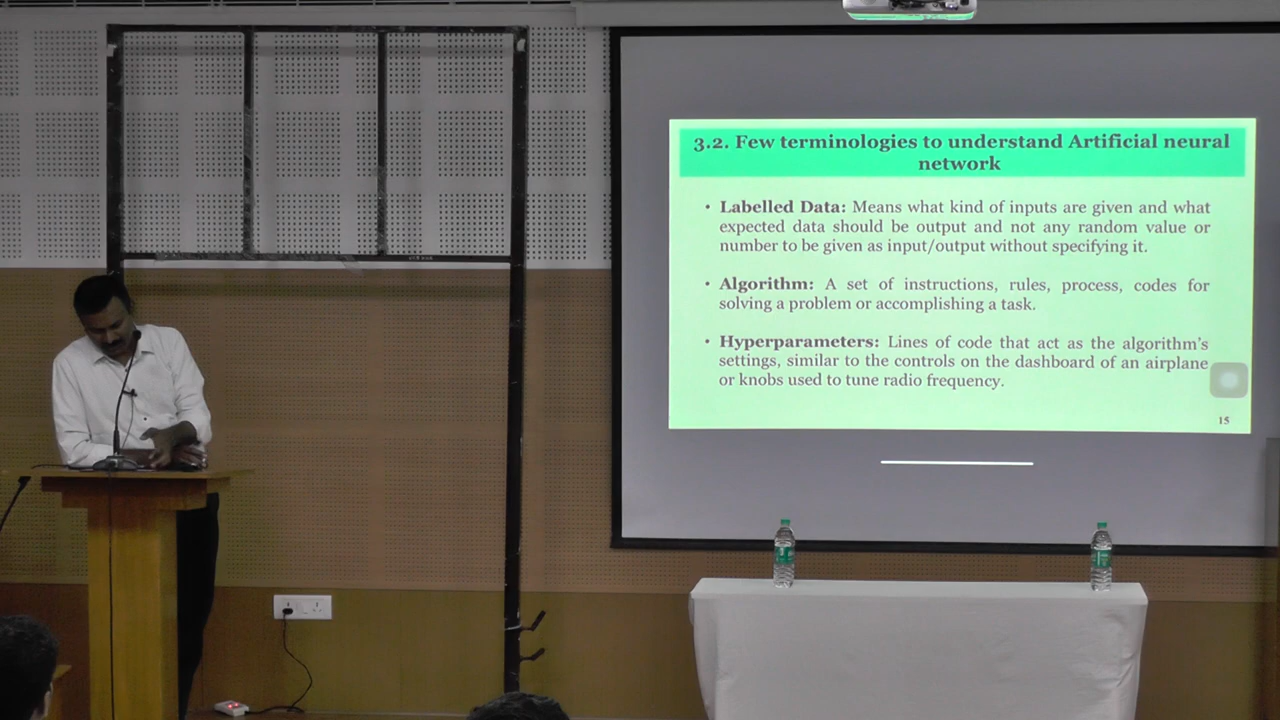 3.2. Few terminologies to understand Artificial neural
network
• Labelled Data: Means what kind of inputs are given and what
expected data should be output and not any random value or
number to be given as input/output without specifying it.
• Algorithm: A set of instructions, rules, process, codes for
solving a problem or accomplishing a task.
• Hyperparameters: Lines of code that act as the algorithm's
settings, similar to the controls on the dashboard of an airplane
or knobs used to tune radio frequency.
15